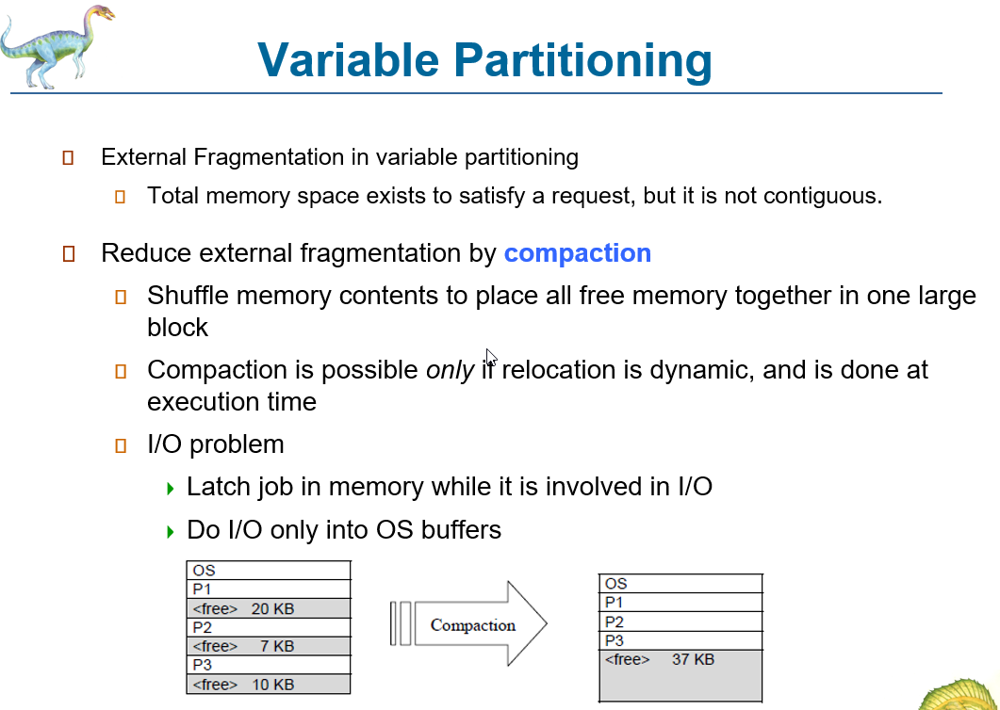 Variable Partitioning
External Fragmentation in variable partitioning
Total memory space exists to satisfy a request, but it is not contiguous.
Reduce external fragmentation by compaction
Shuffle memory contents to place all free memory together in one large
block
Compaction is possible only if relocation is dynamic, and is done at
execution time
I/O problem
Latch job in memory while it is involved in I/O
Do I/O only into OS buffers
OS
P1
<free> 20 KB
P2
<free> 7 KB
P3
<free> 10 KB
Compaction
OS
P1
P2
P3
<free> 37 KB